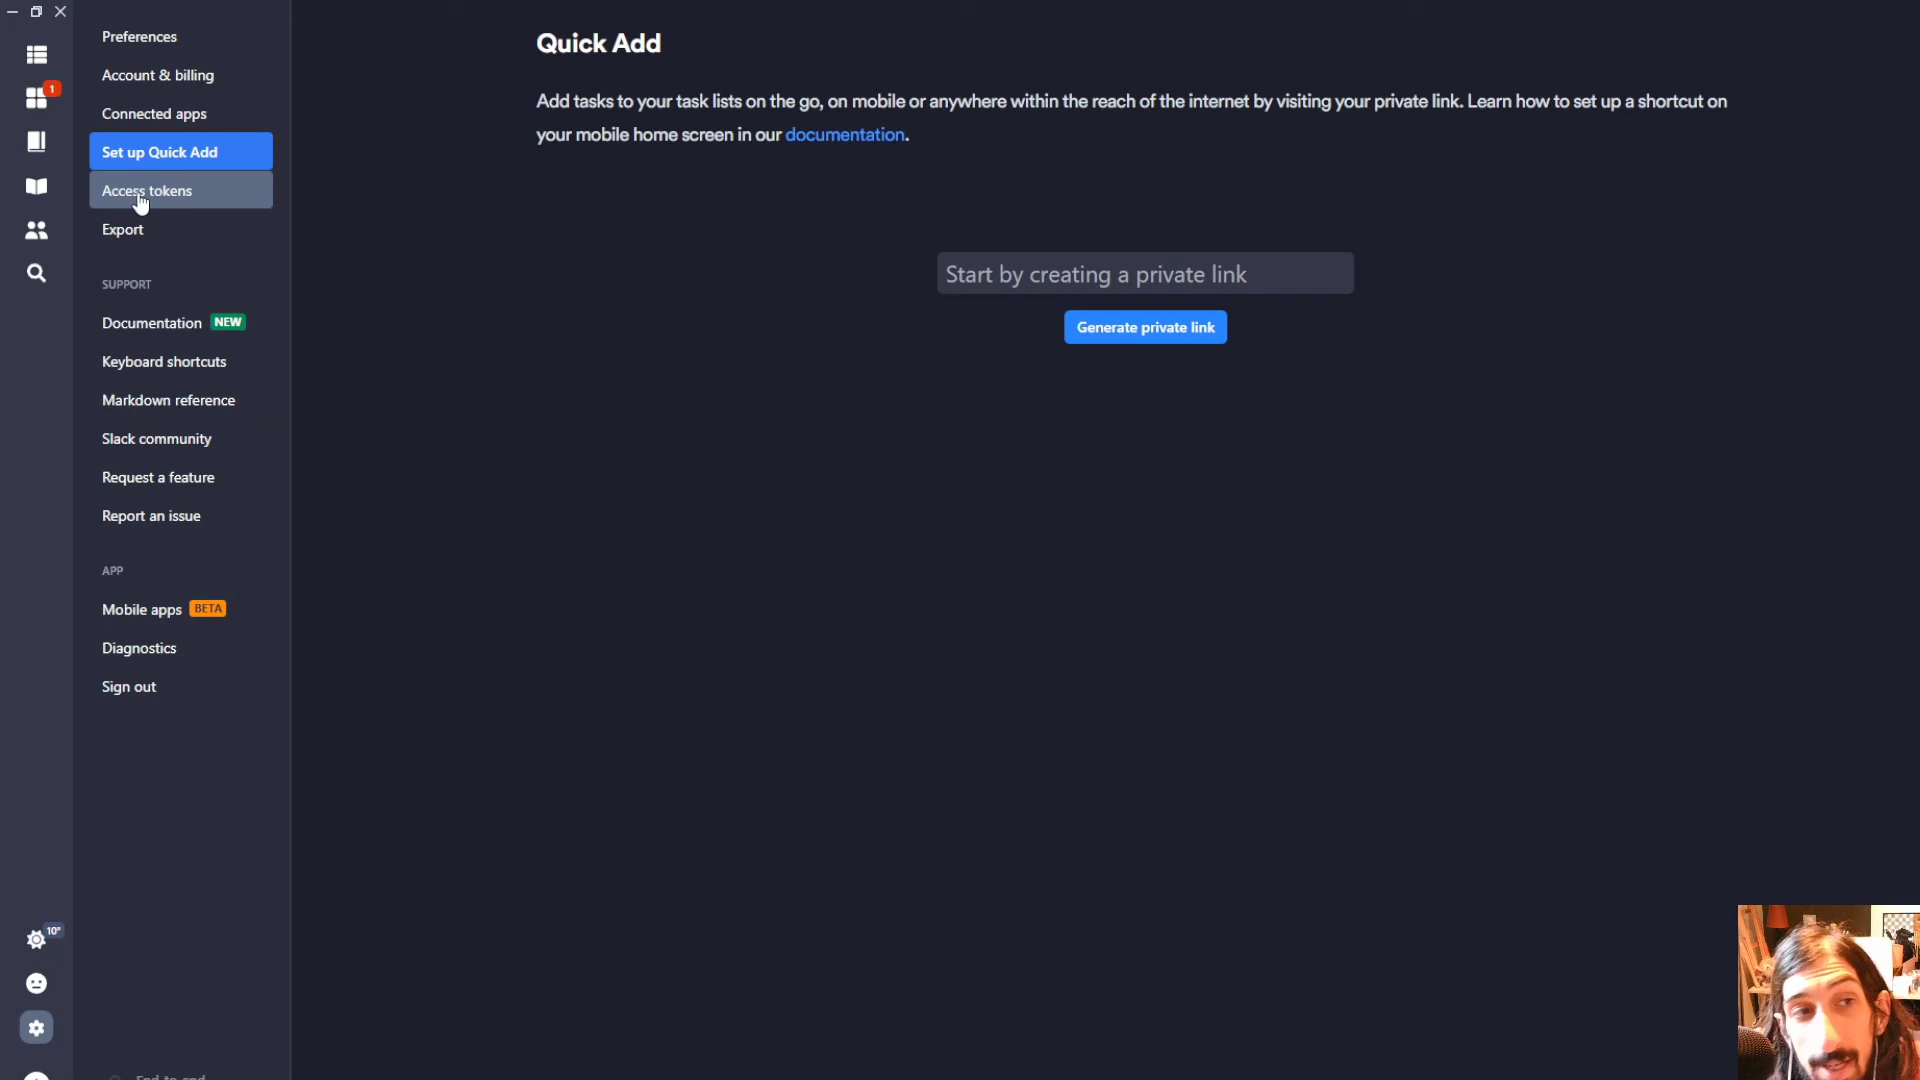 Preferences
Account & billing
Connected apps
Set up Quick Add
Access tokens
Export
SUPPORT
Documentation NEW
Keyboard shortcuts
Markdown reference
Slack community
Request a feature
Report an issue
APP
Mobile apps BETA
Diagnostics
Sign out
1
10°
Quick Add
Add tasks to your task lists on the go, on mobile or anywhere within the reach of the internet by visiting your private link. Learn how to set up a shortcut on
your mobile home screen in our documentation.
Start by creating a private link
Generate private link
End-to-end